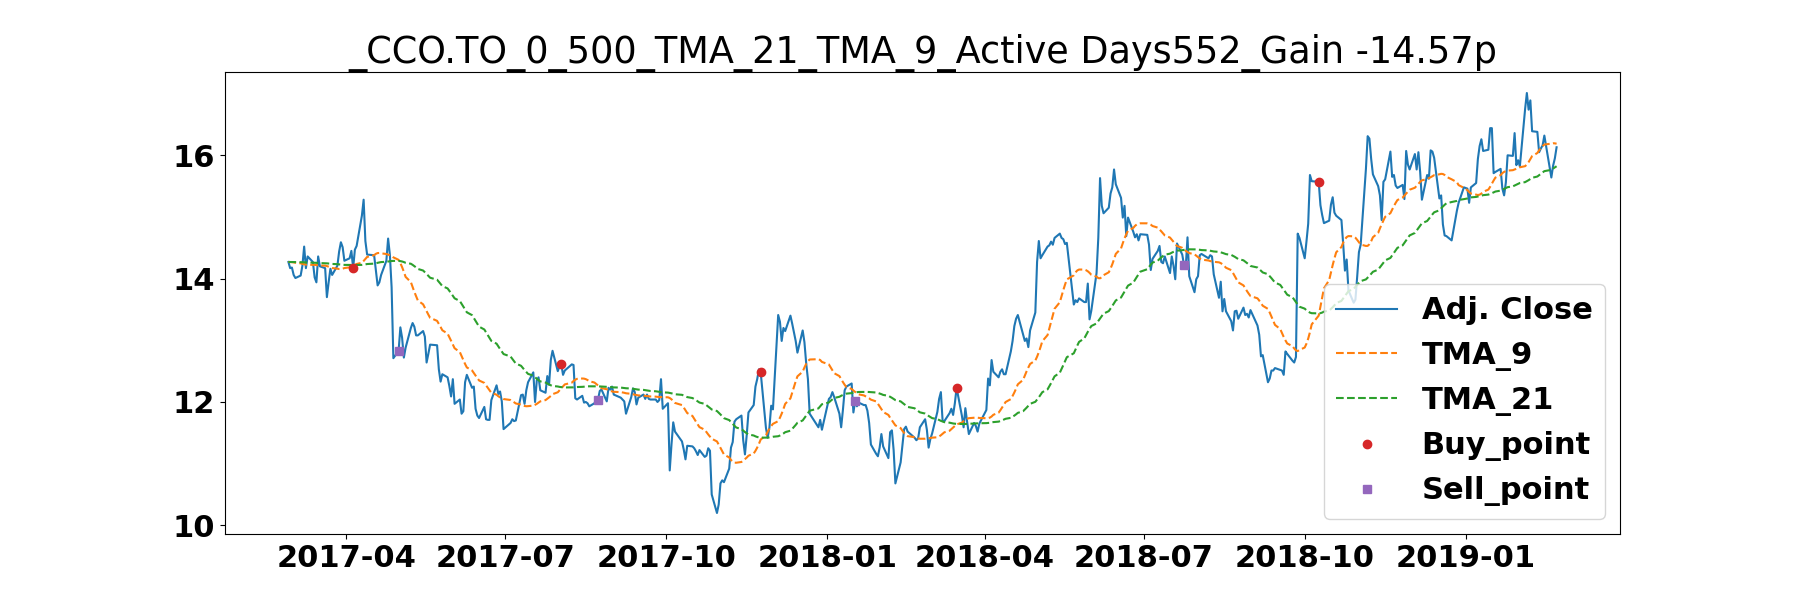 _CCO.TO_0_500_TMA_21_TMA_9_Active Days552_Gain -14.57p
16
14
12
10
Adj. Close
TMA_9
TMA_21
Buy_point
Sell_point
2017-04 2017-07 2017-10 2018-01 2018-04 2018-07 2018-10 2019-01